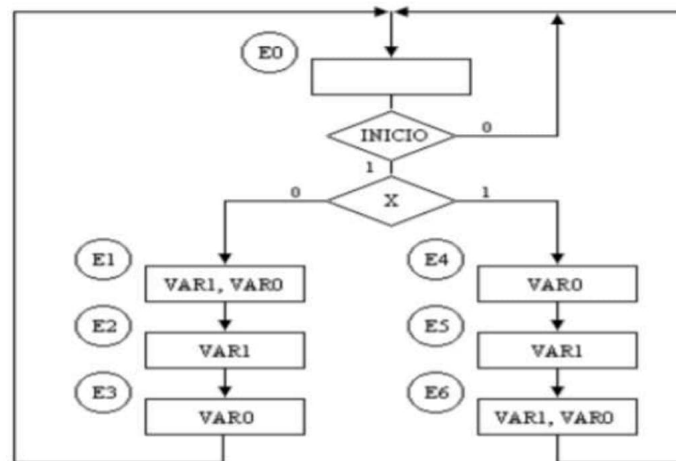 E0
INICIO
0
1
0
X
1
E1
VAR1, VAR0
E4
VAR0
E2
VAR1
E5
VAR1
E3
VAR0
E6
VAR1, VAR0